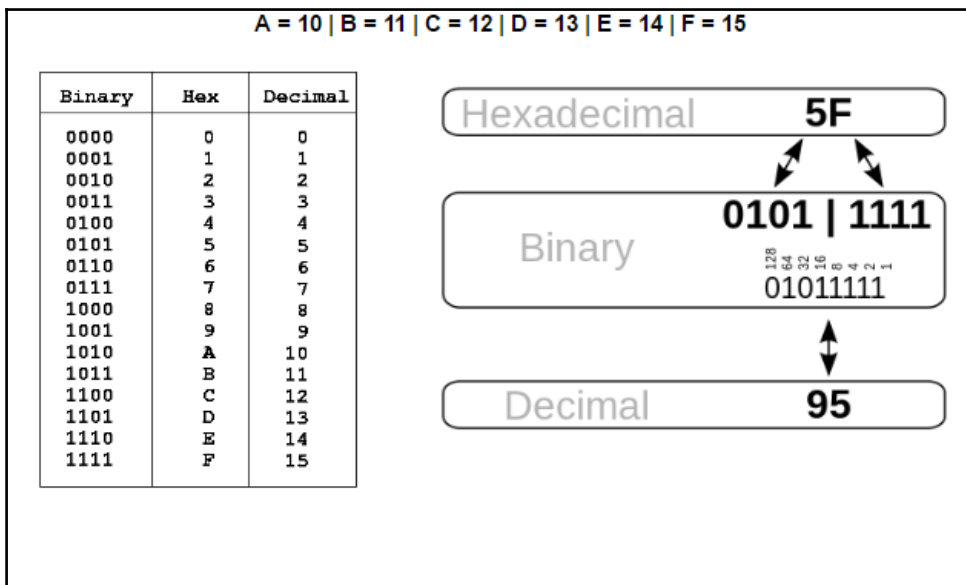 A = 10 | B = 11 | C = 12 | D = 13 | E = 14 | F = 15
Binary Hex Decimal
0000 0 0
0001 1 1
0010 2 2
0011 3 3
0100 4 4
0101 5 5
0110 6 6
0111 7 7
1000 8 8
1001 9 9
1010 A 10
1011 B 11
1100 C 12
1101 D 13
1110 E 14
1111 F 15
Hexadecimal 5F
0101 | 1111
Binary
128 64 32 16 8 4 2 1
01011111
Decimal 95